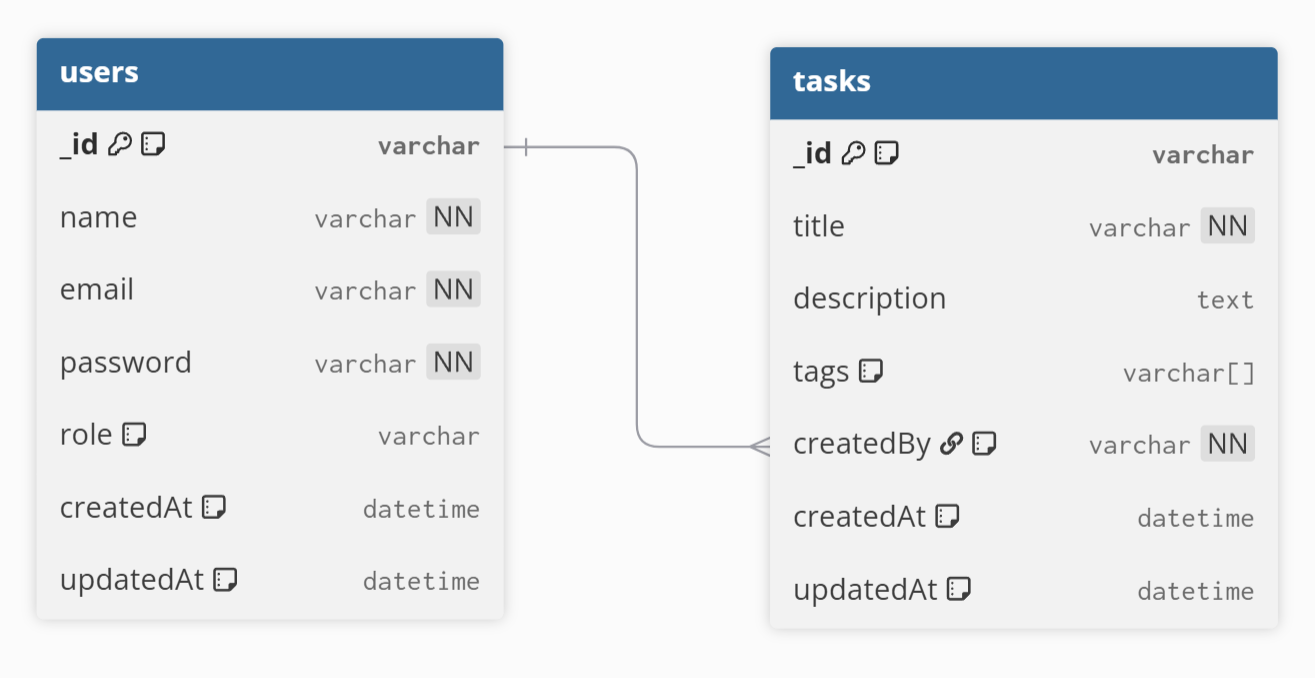 users
_id varchar
name varchar NN
email varchar NN
password varchar NN
role varchar
createdAt datetime
updatedAt datetime
tasks
_id varchar
title varchar NN
description text
tags varchar[]
createdBy varchar NN
createdAt datetime
updatedAt datetime